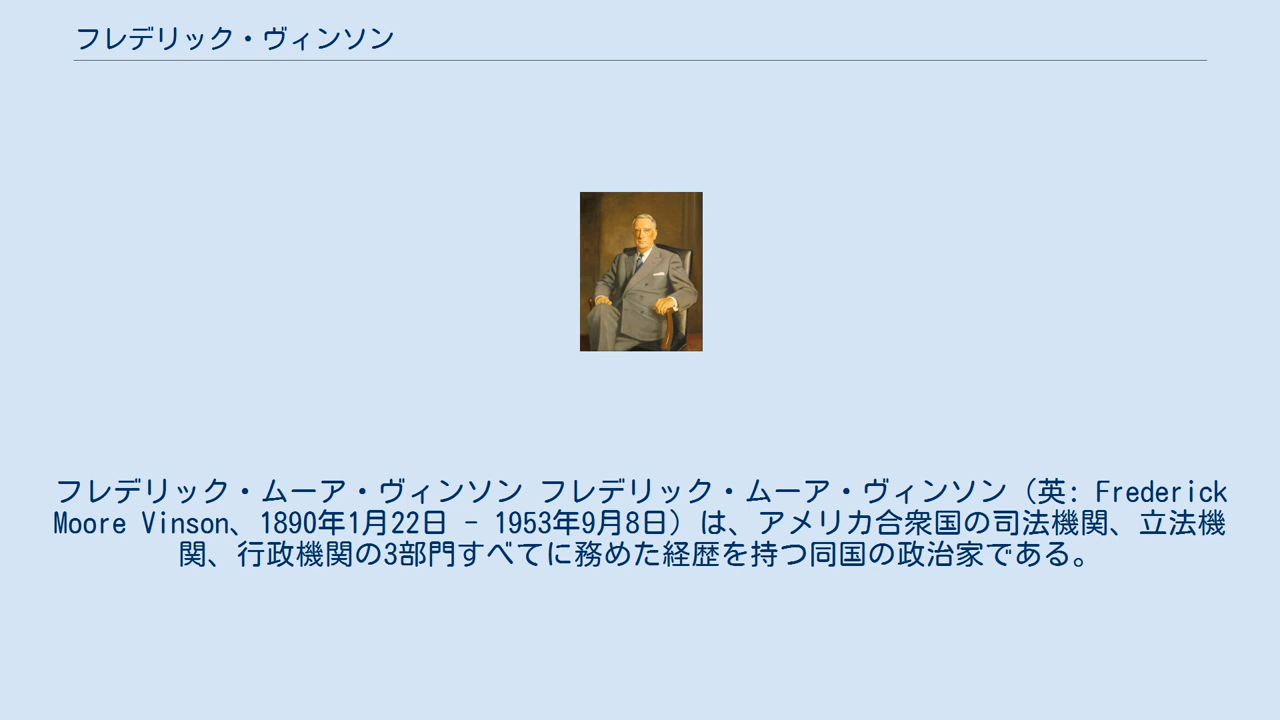 フレデリック・ヴィンソン
フレデリック・ムーア・ヴィンソン フレデリック・ムーア・ヴィンソン（英: Frederick
Moore Vinson、1890年1月22日 - 1953年9月8日）は、アメリカ合衆国の司法機関、立法機
関、行政機関の3部門すべてに務めた経歴を持つ同国の政治家である。